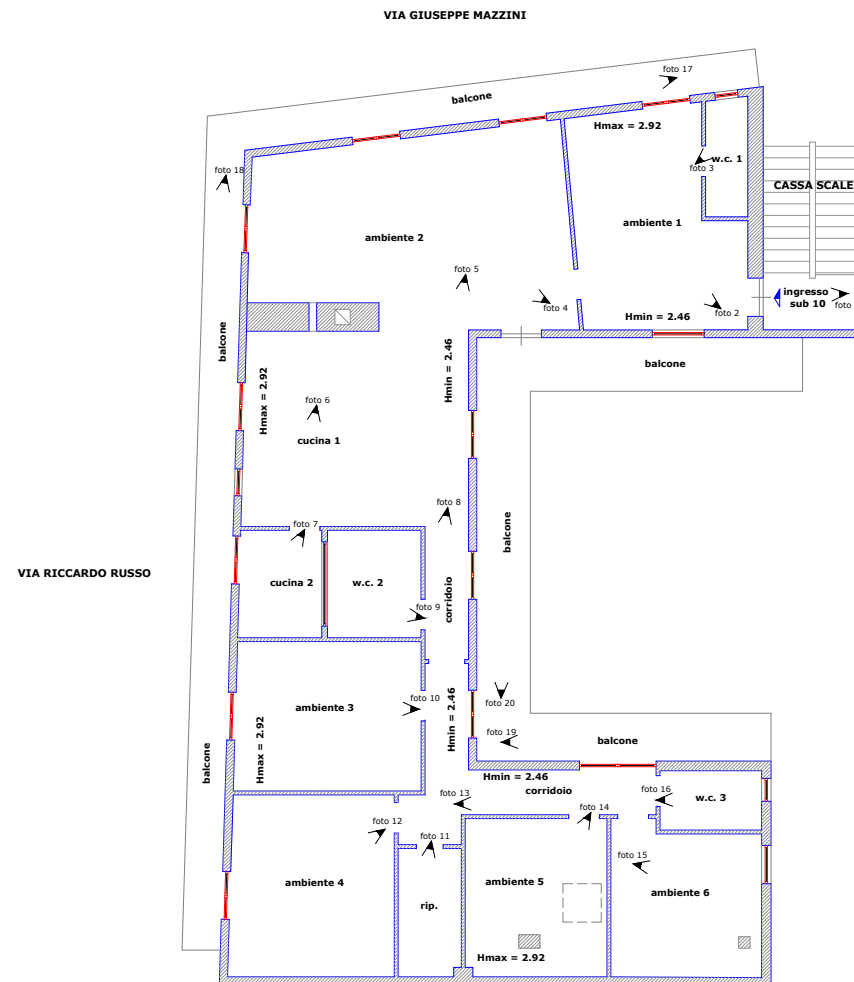 VIA GIUSEPPE MAZZINI
foto 17
balcone
Hmax = 2.92
w.c. 1
foto 3
foto 18
CASSA SCALE
ambiente 1
ambiente 2
foto 5
ingresso
sub 10
foto
foto 4
foto 2
Hmin = 2.46
balcone
Hmin = 2.46
balcone
Hmax = 2.92
foto 6
cucina 1
foto 8
foto 7
balcone
VIA RICCARDO RUSSO
cucina 2
w.c. 2
corridoio
foto 9
ambiente 3
foto 10
foto 20
Hmin = 2.46
Hmax = 2.92
balcone
foto 19
balcone
Hmin = 2.46
corridoio
foto 13
foto 16
w.c. 3
foto 14
foto 12
foto 11
foto 15
ambiente 4
ambiente 5
ambiente 6
rip.
Hmax = 2.92